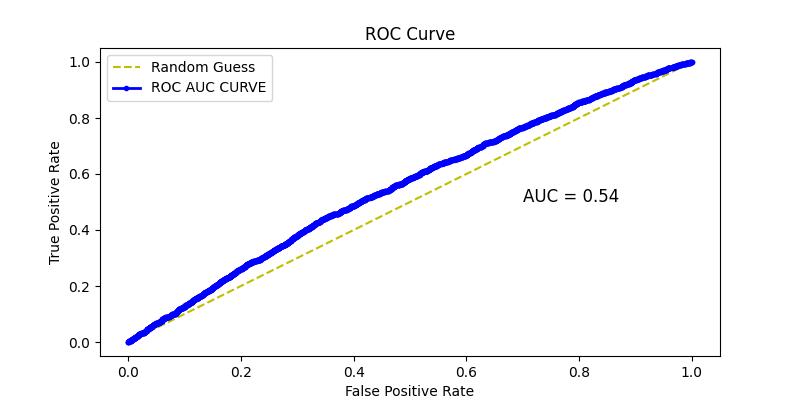 ROC Curve
Random Guess
ROC AUC CURVE
True Positive Rate
1.0
0.8
0.6
0.4
0.2
0.0
AUC = 0.54
0.0 0.2 0.4 0.6 0.8 1.0
False Positive Rate